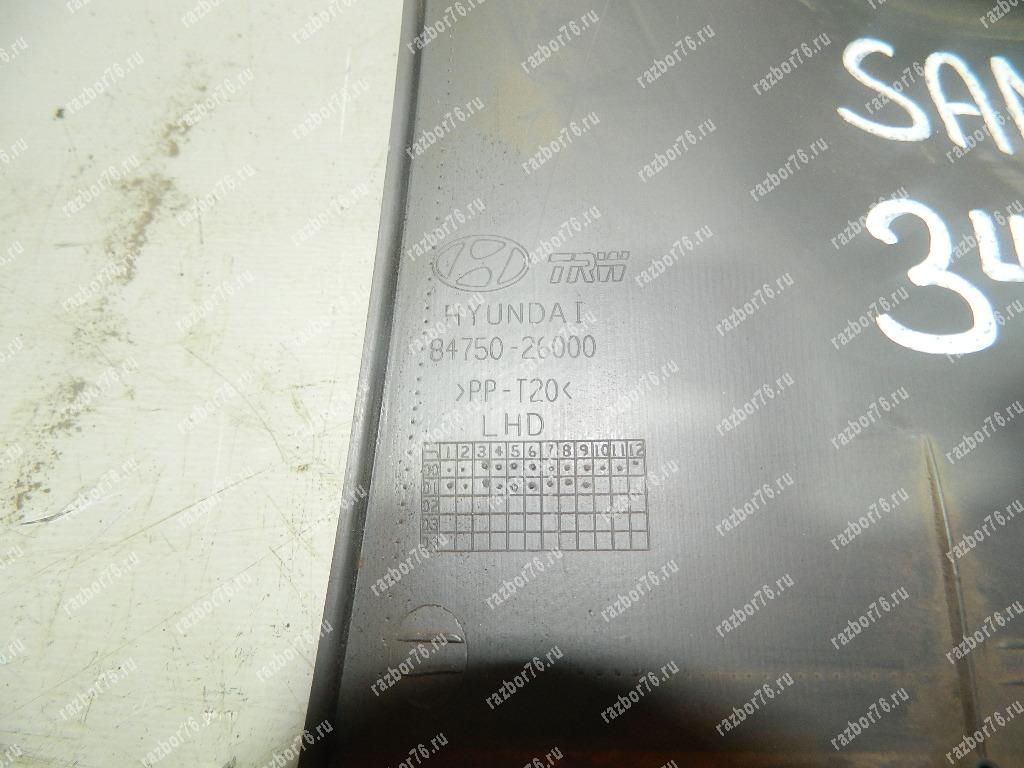 SAN
34
TRW
HYUNDAI
84750-26000
>PP-T20<
LHD
1 2 3 4 5 6 7 8 9 10 11 12
razbor76.ru